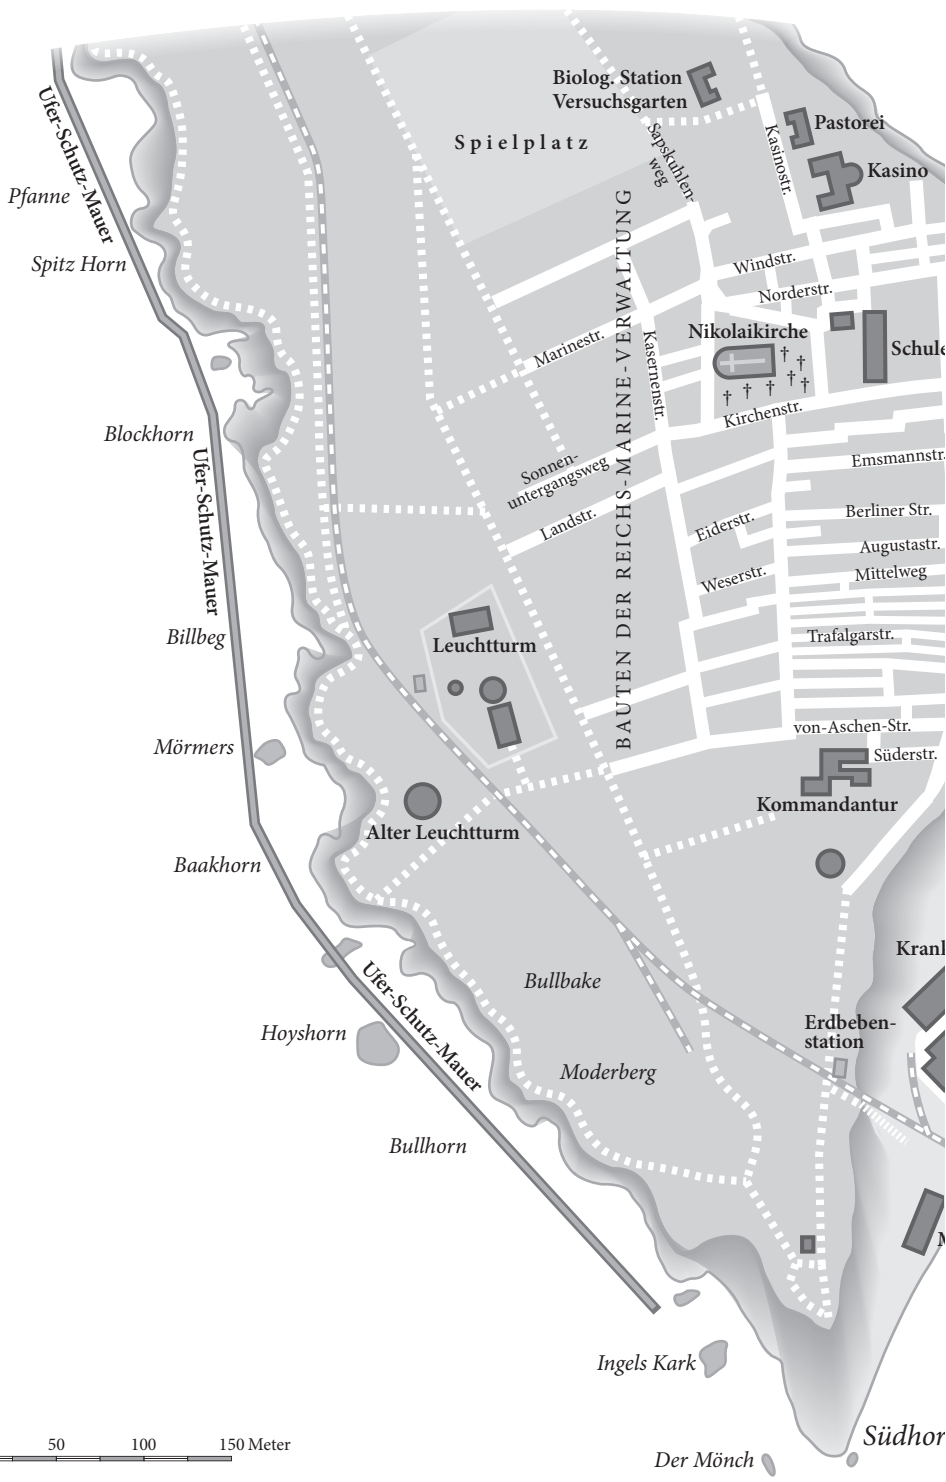 Biolog. Station
Versuchsgarten
Spielplatz
Sapskuhlen-
weg
Kasinostr.
Pastorei
Kasino
Ufer-Schutz-Mauer
Pfanne
Spitz Horn
Windstr.
Norderstr.
Nikolaikirche
Schule
Marinestr.
Kasernenstr.
BAUTEN DER REICHS-MARINE-VERWALTUNG
Kirchenstr.
Blockhorn
Ufer-Schutz-Mauer
Sonnen-
untergangsweg
Landstr.
Emsmannstr.
Eiderstr.
Berliner Str.
Augustastr.
Weserstr.
Mittelweg
Billbeg
Leuchtturm
Trafalgarstr.
von-Aschen-Str.
Süderstr.
Mörmers
Kommandantur
Alter Leuchtturm
Baakhorn
Krank
Bullbake
Ufer-Schutz-Mauer
Erdbeben-
station
Hoyshorn
Moderberg
Bullhorn
M
Ingels Kark
Südhor
50 100 150 Meter
Der Mönch